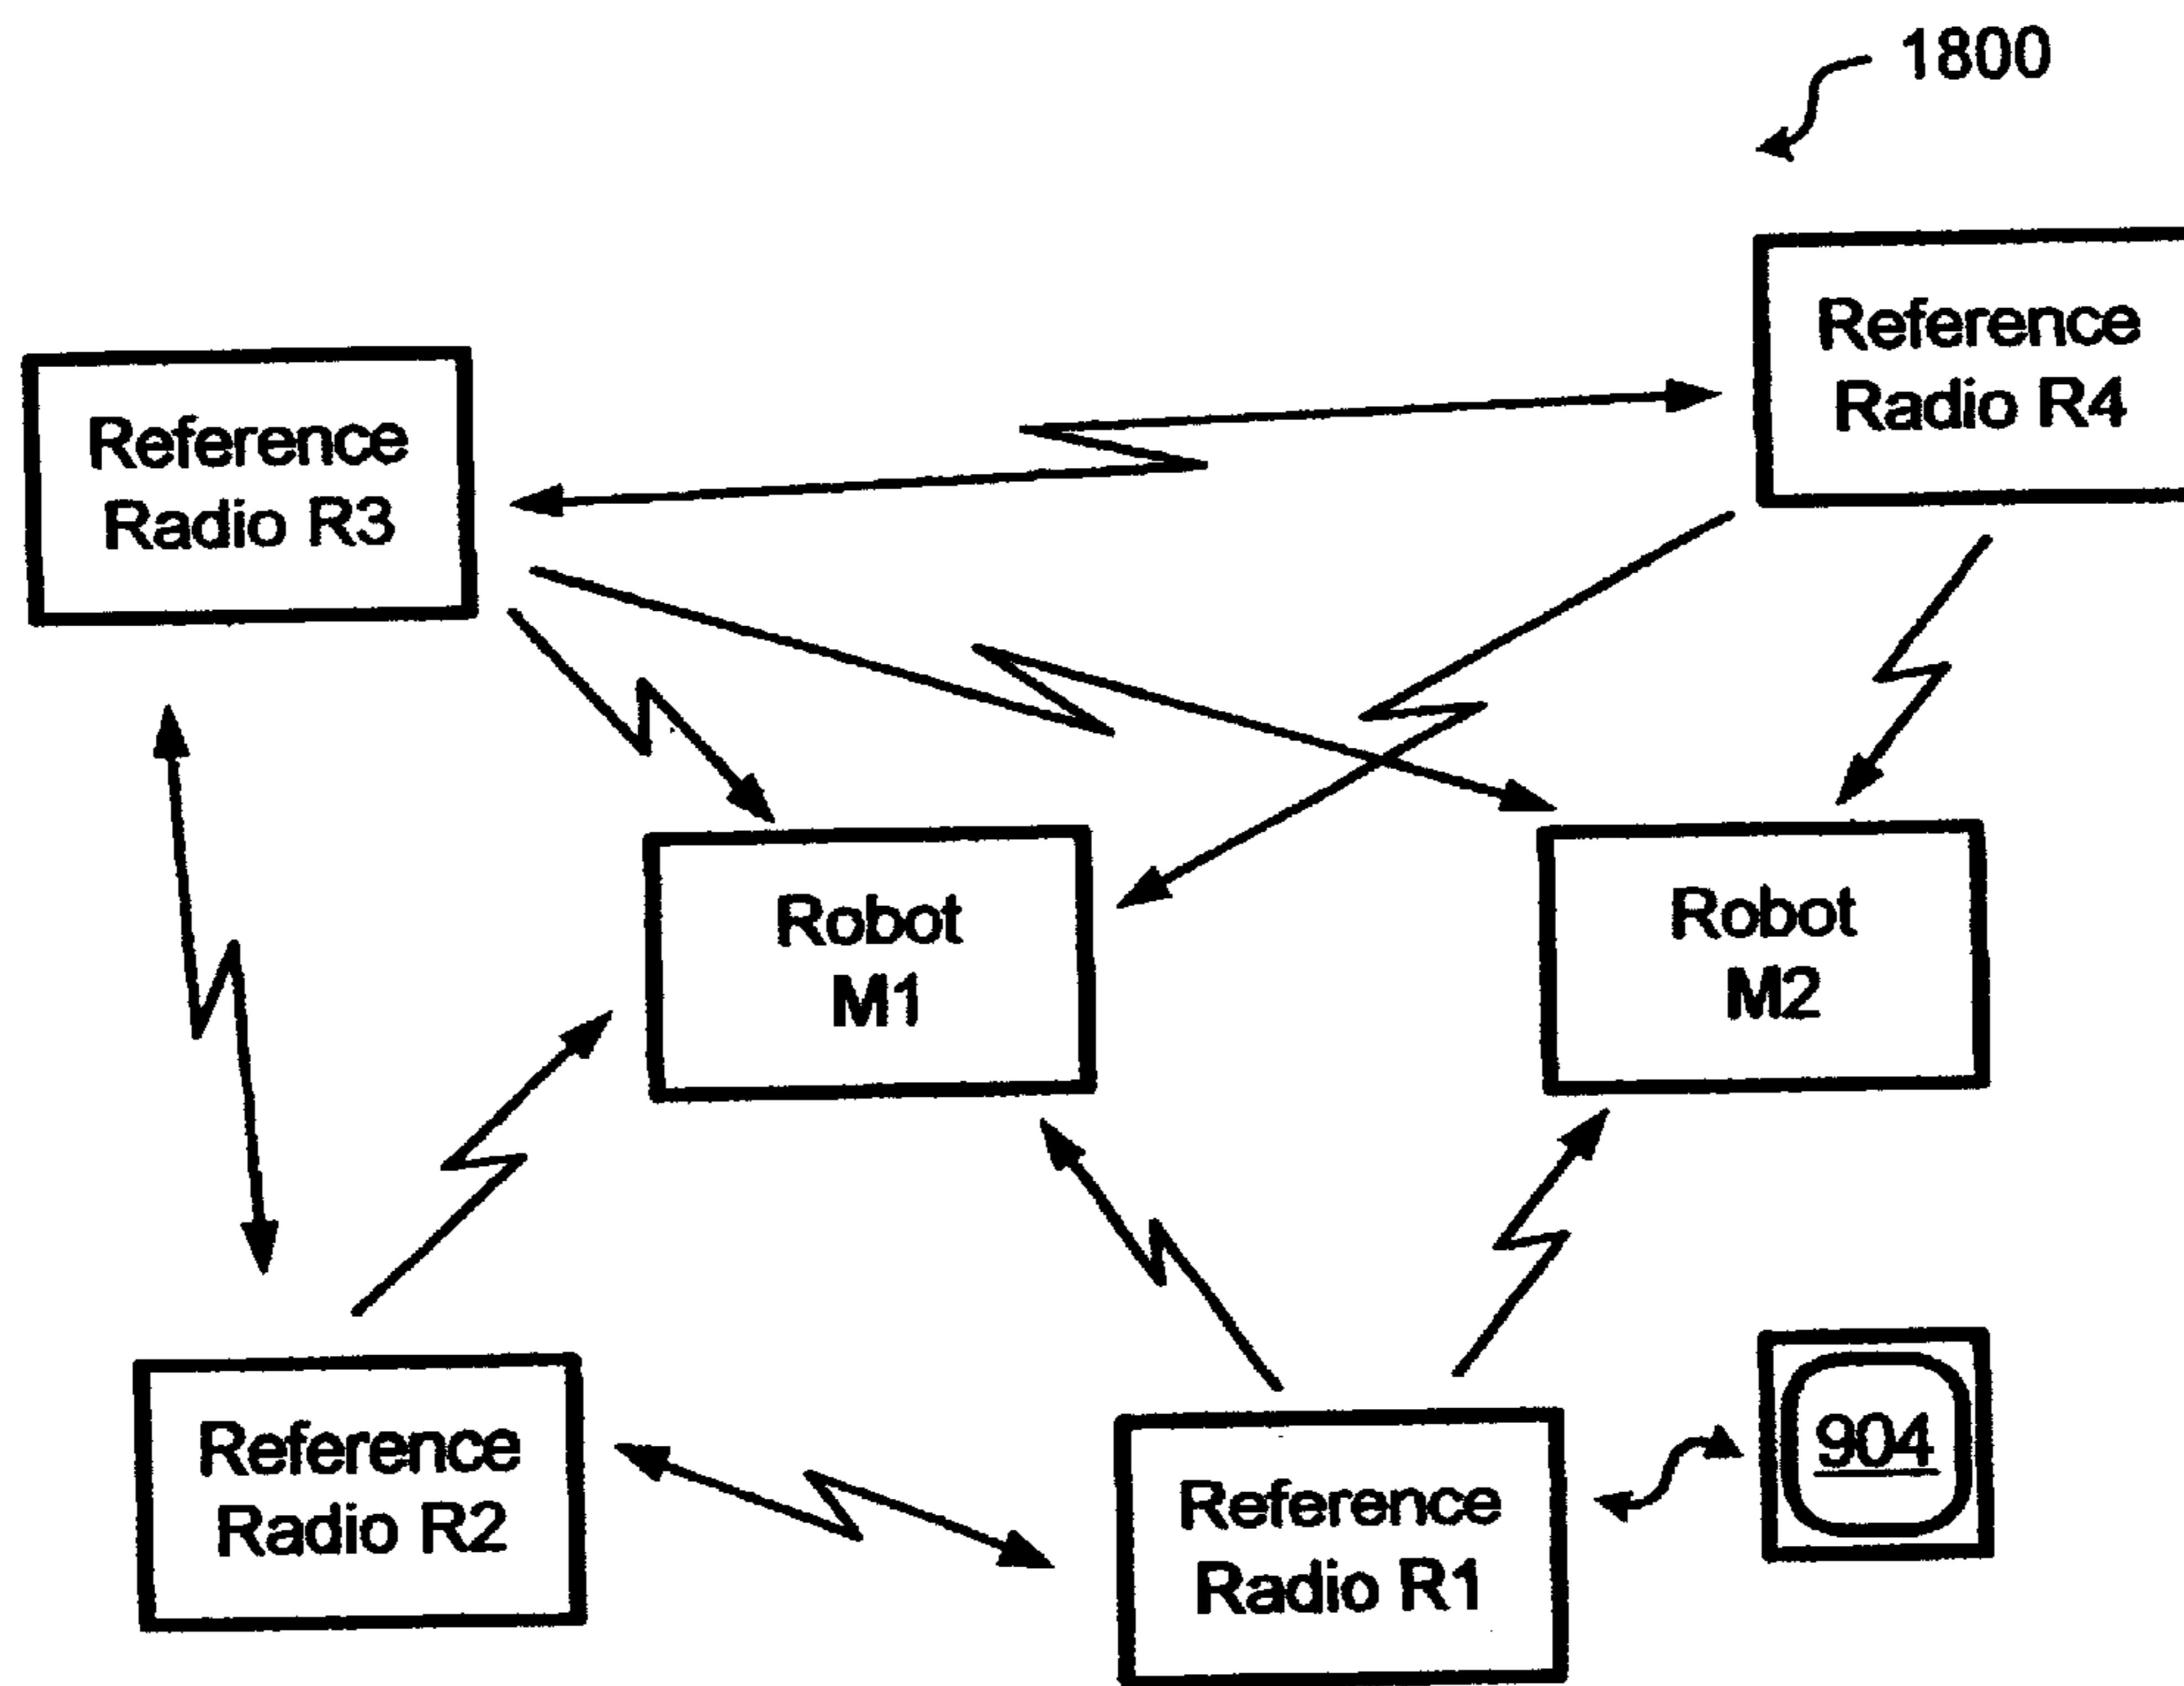 1800
Reference
Radio R4
Reference
Radio R3
Robot
M1
Robot
M2
Reference
Radio R2
Reference
Radio R1
904